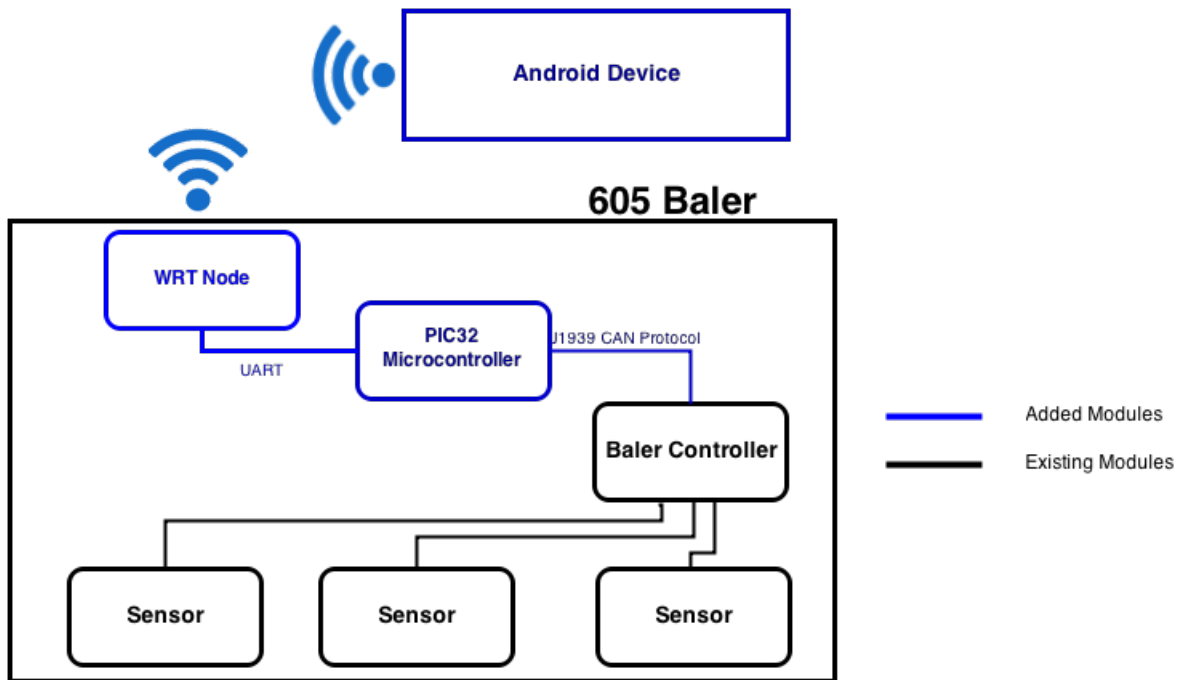 Android Device
605 Baler
WRT Node
PIC32
Microcontroller
J1939 CAN Protocol
UART
Added Modules
Baler Controller
Existing Modules
Sensor
Sensor
Sensor